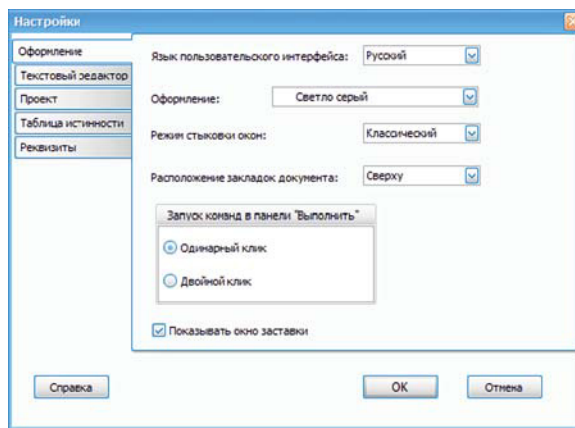 Настройки
Оформление
Текстовый редактор
Проект
Таблица истинности
Реквизиты
Язык пользовательского интерфейса: Русский
Оформление: Светло серый
Режим стыковки окон: Классический
Расположение закладок документа: Сверху
Запуск команд в панели "Выполнить"
Одинарный клик
Двойной клик
Показывать окно заставки
Справка ОК Отмена